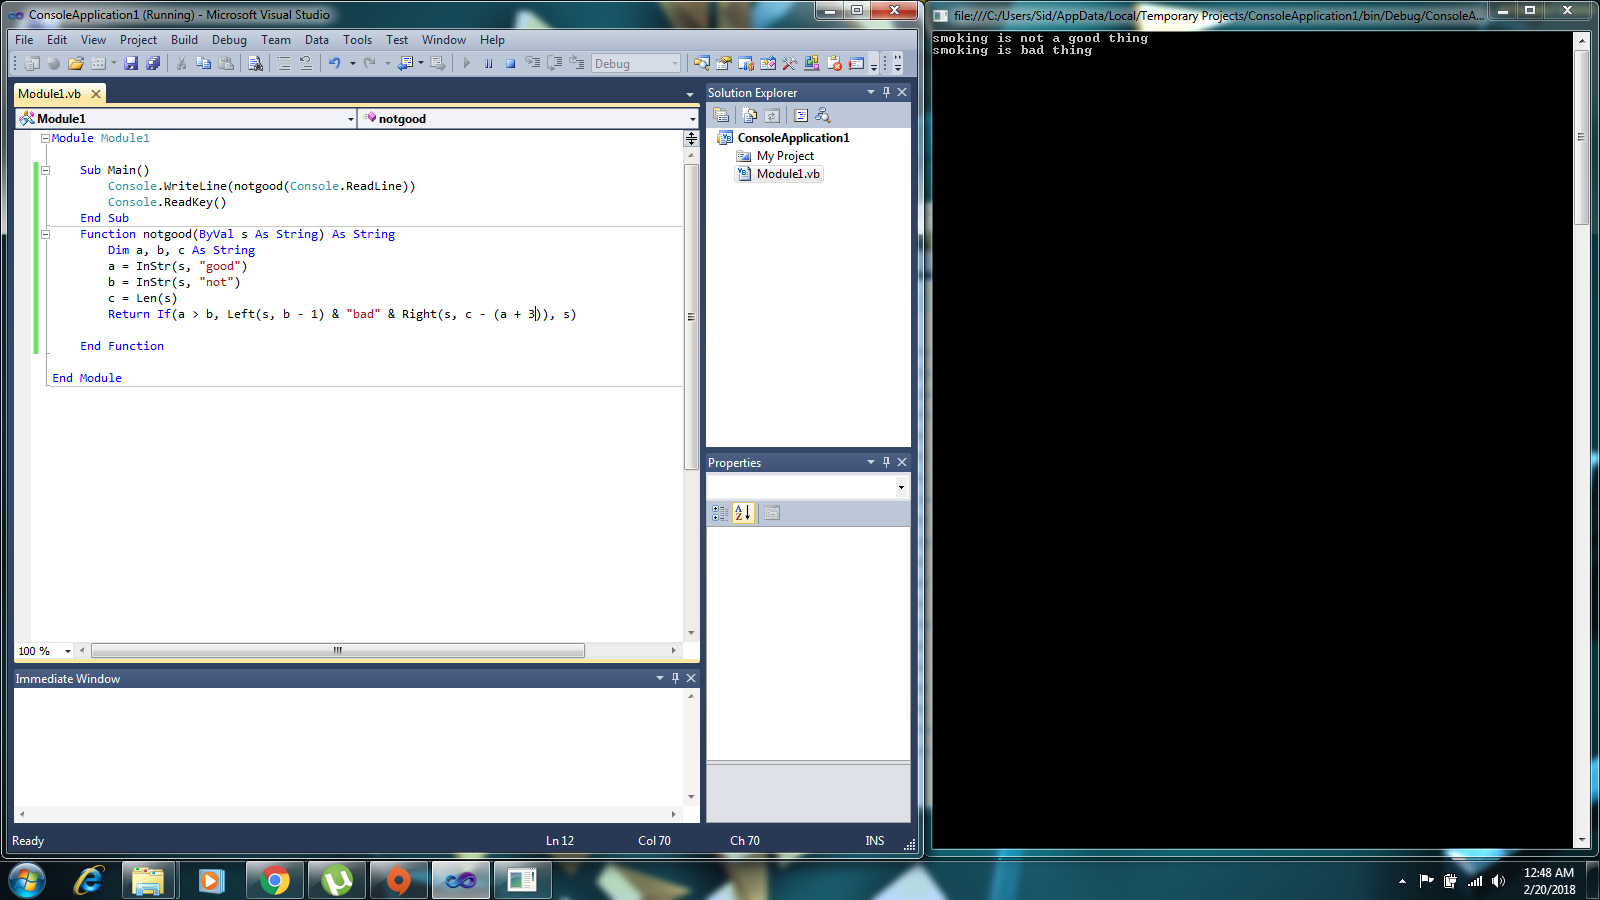 ConsoleApplication1 (Running) - Microsoft Visual Studio
File Edit View Project Build Debug Team Data Tools Test Window Help
Debug
Module1.vb
Module1
notgood
Module Module1
Sub Main()
Console.WriteLine(notgood(Console.ReadLine))
Console.ReadKey()
End Sub
Function notgood(ByVal s As String) As String
Dim a, b, c As String
a = InStr(s, "good")
b = InStr(s, "not")
c = Len(s)
Return If(a > b, Left(s, b - 1) & "bad" & Right(s, c - (a + 3)), s)
End Function
End Module
100 %
Immediate Window
Solution Explorer
ConsoleApplication1
My Project
Module1.vb
Properties
Ready
Ln 12
Col 70
Ch 70
INS
file:///C:/Users/Sid/AppData/Local/Temporary Projects/ConsoleApplication1/bin/Debug/ConsoleA...
smoking is not a good thing
smoking is bad thing
12:48 AM
2/20/2018